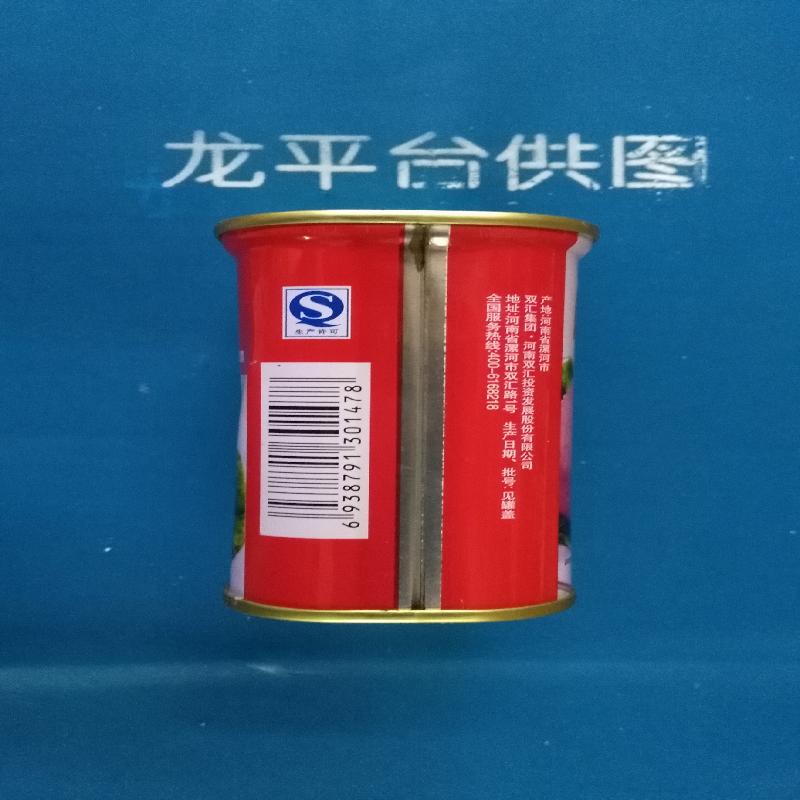 龙平台供图
生产许可
6 938791 301478
产地:河南省漯河市
双汇集团·河南双汇投资发展股份有限公司
地址:河南省漯河市双汇路1号 生产日期、批号:见罐盖
全国服务热线:400-6168218